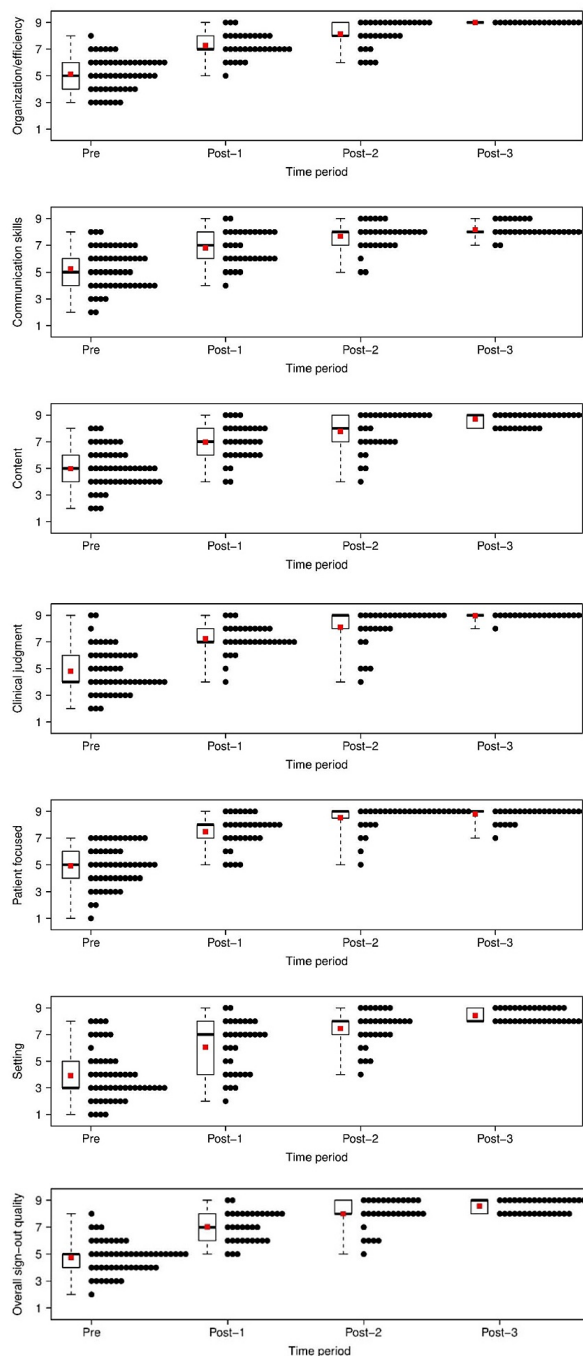 Organization/efficiency
9
7
5
3
1
Pre Post−1 Post−2 Post−3
Time period
Communication skills
9
7
5
3
1
Pre Post−1 Post−2 Post−3
Time period
Content
9
7
5
3
1
Pre Post−1 Post−2 Post−3
Time period
Clinical judgment
9
7
5
3
1
Pre Post−1 Post−2 Post−3
Time period
Patient focused
9
7
5
3
1
Pre Post−1 Post−2 Post−3
Time period
Setting
9
7
5
3
1
Pre Post−1 Post−2 Post−3
Time period
Overall sign−out quality
9
7
5
3
1
Pre Post−1 Post−2 Post−3
Time period